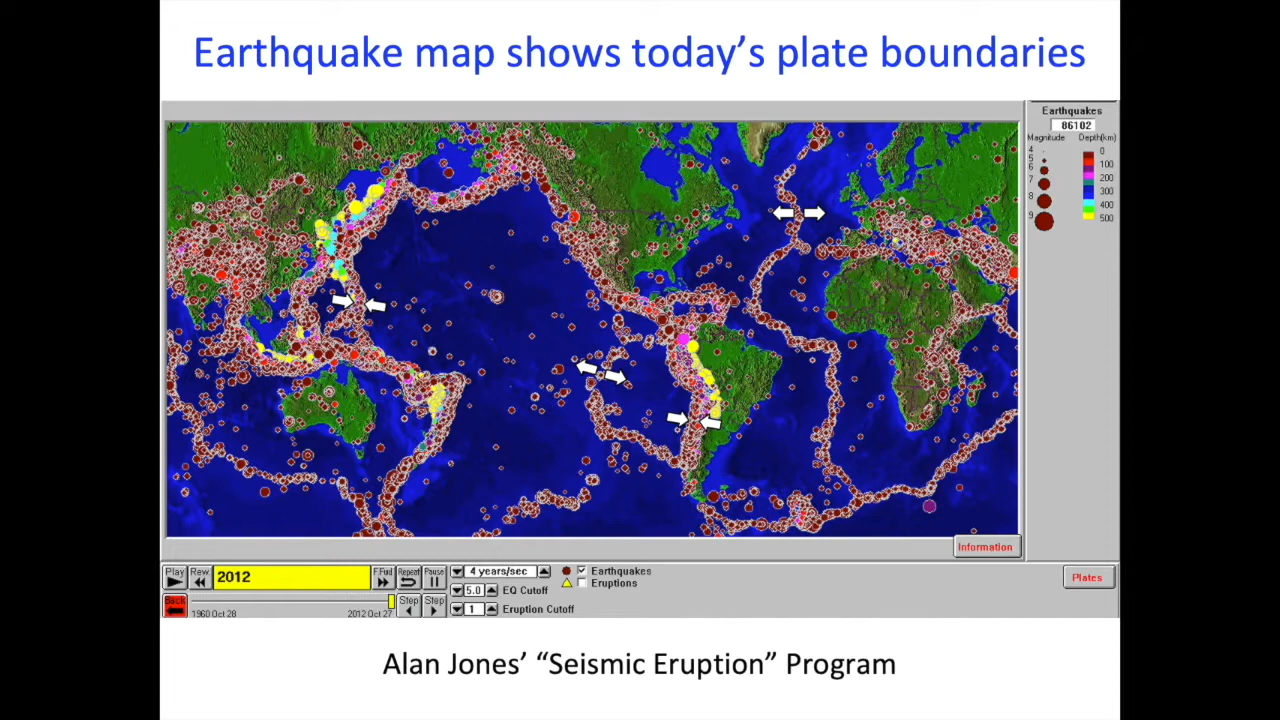 Earthquake map shows today’s plate boundaries
Earthquakes
86102
Magnitude Depth(km)
4 0
5 100
6 200
7 300
8 400
9 500
Information
Play Rew 2012 F.Fwd Repeat Pause 4 years/sec Earthquakes
Eruptions
Plates
5.0 EQ Cutoff
Back 1960 Oct 28 2012 Oct 27 Step Step 1 Eruption Cutoff
Alan Jones’ “Seismic Eruption” Program